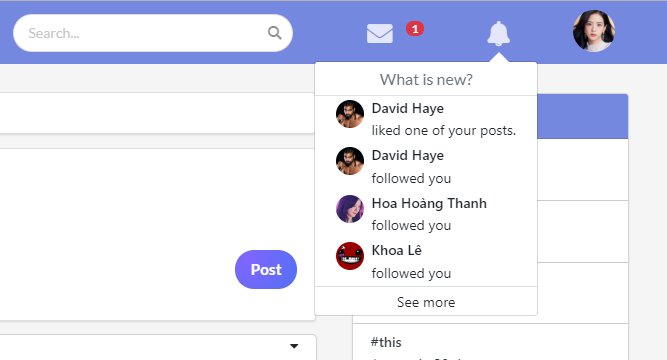 Search...
1
What is new?
David Haye
liked one of your posts.
David Haye
followed you
Hoa Hoàng Thanh
followed you
Khoa Lê
followed you
See more
Post
#this